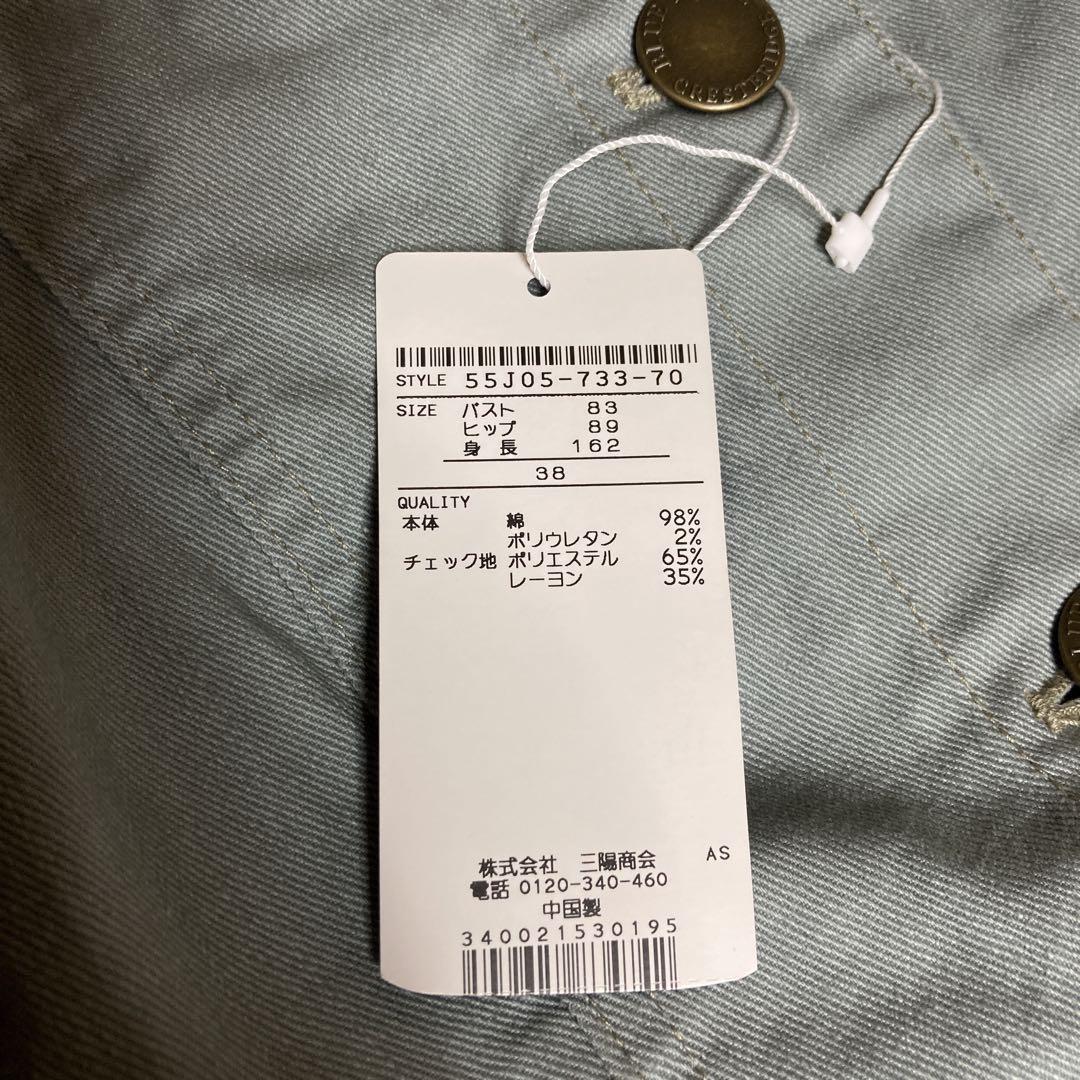 CRESTBRI
STYLE 55J05-733-70
SIZE バスト 83
ヒップ 89
身長 162
38
QUALITY
本体 綿 98%
ポリウレタン 2%
チェック地 ポリエステル 65%
レーヨン 35%
株式会社 三陽商会 AS
電話 0120-340-460
中国製
340021530195